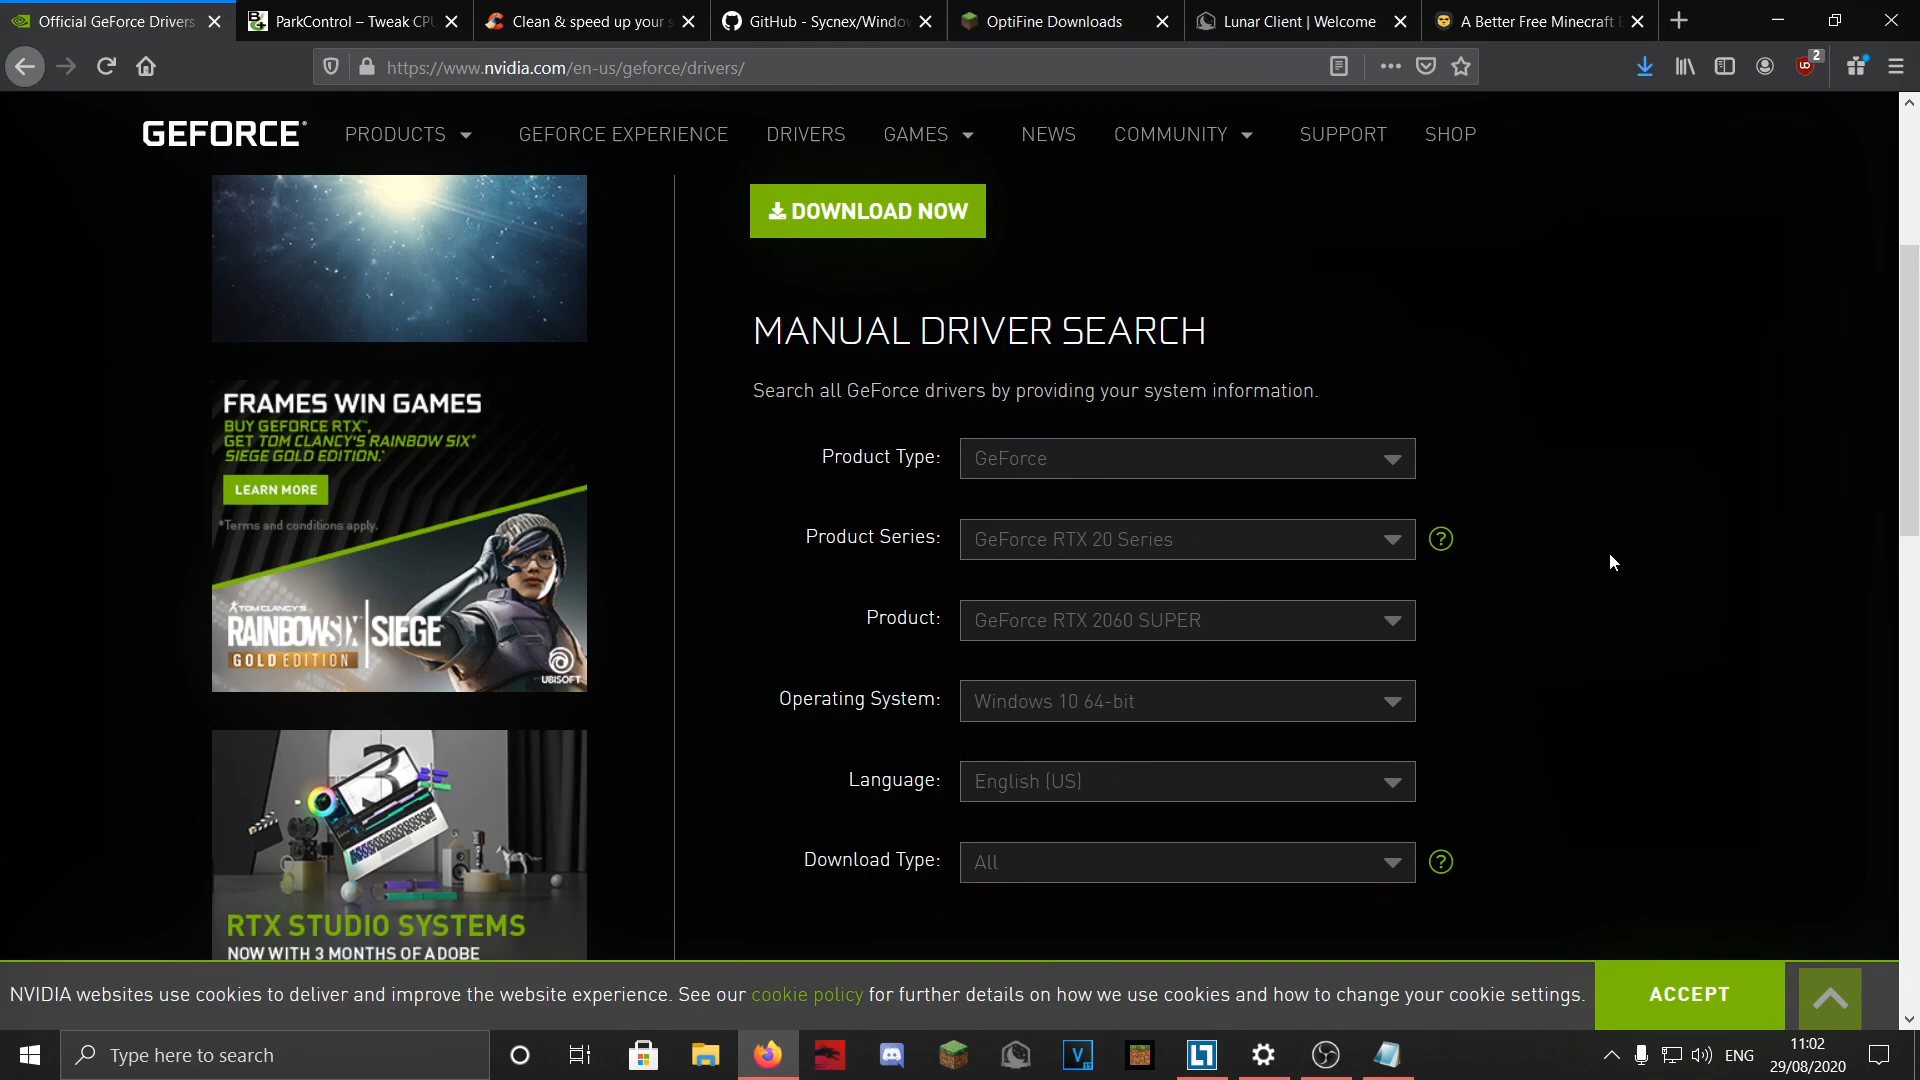 Official GeForce Drivers
ParkControl – Tweak CPU
Clean & speed up your s
GitHub - Sycnex/Windo
OptiFine Downloads
Lunar Client | Welcome
A Better Free Minecraft E
https://www.nvidia.com/en-us/geforce/drivers/
2
GEFORCE
PRODUCTS
GEFORCE EXPERIENCE
DRIVERS
GAMES
NEWS
COMMUNITY
SUPPORT
SHOP
DOWNLOAD NOW
MANUAL DRIVER SEARCH
Search all GeForce drivers by providing your system information.
Product Type: GeForce
Product Series: GeForce RTX 20 Series ?
Product: GeForce RTX 2060 SUPER
Operating System: Windows 10 64-bit
Language: English (US)
Download Type: All ?
FRAMES WIN GAMES
BUY GEFORCE RTX™,
GET TOM CLANCY'S RAINBOW SIX®
SIEGE GOLD EDITION.*
LEARN MORE
*Terms and conditions apply.
TOM CLANCY'S
RAINBOWSIX | SIEGE
GOLD EDITION
UBISOFT
3
RTX STUDIO SYSTEMS
NOW WITH 3 MONTHS OF ADOBE
NVIDIA websites use cookies to deliver and improve the website experience. See our cookie policy for further details on how we use cookies and how to change your cookie settings.
ACCEPT
Type here to search
ENG
11:02
29/08/2020